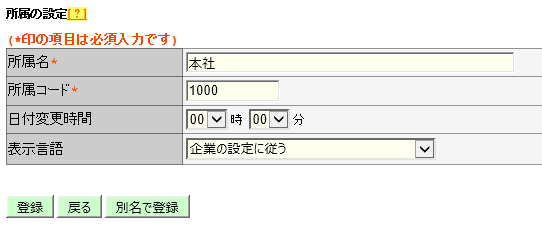 所属の設定[?]
(*印の項目は必須入力です)
所属名* 本社
所属コード* 1000
日付変更時間 00 時 00 分
表示言語 企業の設定に従う
登録 戻る 別名で登録